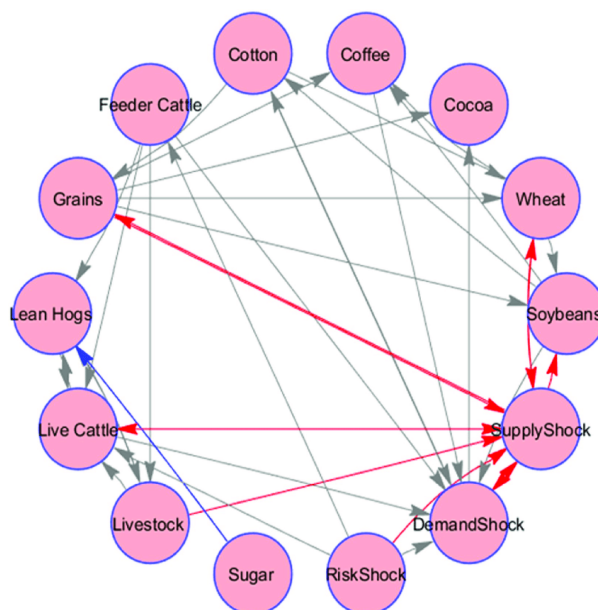 Cotton
Coffee
Feeder Cattle
Cocoa
Grains
Wheat
Lean Hogs
Soybeans
Live Cattle
SupplyShock
Livestock
DemandShock
Sugar
RiskShock